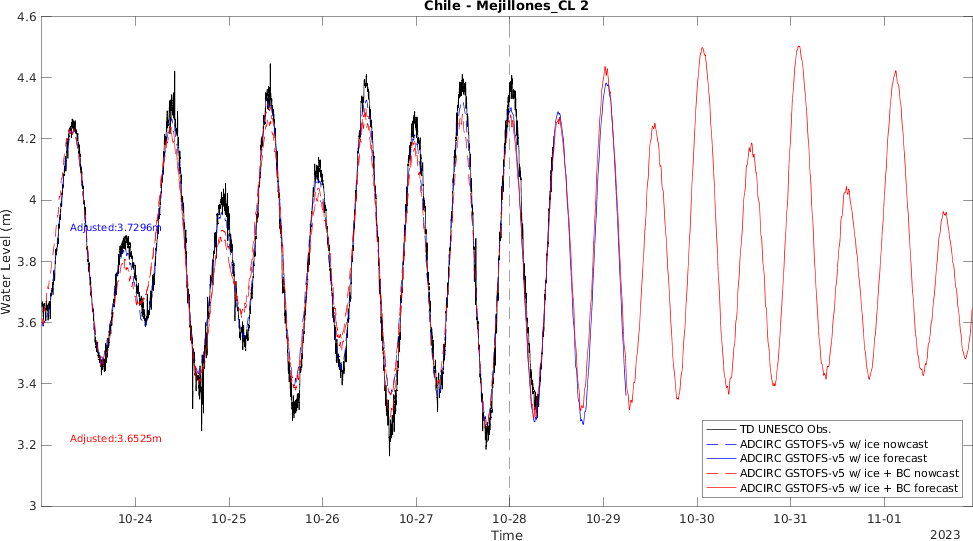 Chile - Mejillones_CL 2
4.6
4.4
4.2
4
3.8
3.6
3.4
3.2
3
Water Level (m)
Adjusted:3.7296m
Adjusted:3.6525m
TD UNESCO Obs.
ADCIRC GSTOFS-v5 w/ ice nowcast
ADCIRC GSTOFS-v5 w/ ice forecast
ADCIRC GSTOFS-v5 w/ ice + BC nowcast
ADCIRC GSTOFS-v5 w/ ice + BC forecast
10-24 10-25 10-26 10-27 10-28 10-29 10-30 10-31 11-01
Time
2023